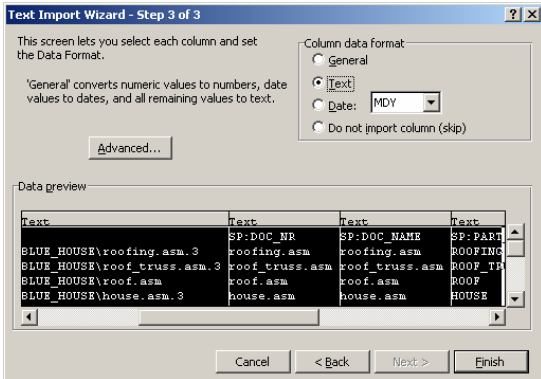 Text Import Wizard - Step 3 of 3
This screen lets you select each column and set
the Data Format.
'General' converts numeric values to numbers, date
values to dates, and all remaining values to text.
Advanced...
Column data format
General
Text
Date: MDY
Do not import column (skip)
Data preview
Text Text Text Text
SP:DOC_NR SP:DOC_NAME SP:PART
BLUE_HOUSE\roofing.asm.3 roofing.asm roofing.asm ROOFING
BLUE_HOUSE\roof_truss.asm.3 roof_truss.asm roof_truss.asm ROOF_TR
BLUE_HOUSE\roof.asm roof.asm roof.asm ROOF
BLUE_HOUSE\house.asm.3 house.asm house.asm HOUSE
Cancel < Back Next > Finish